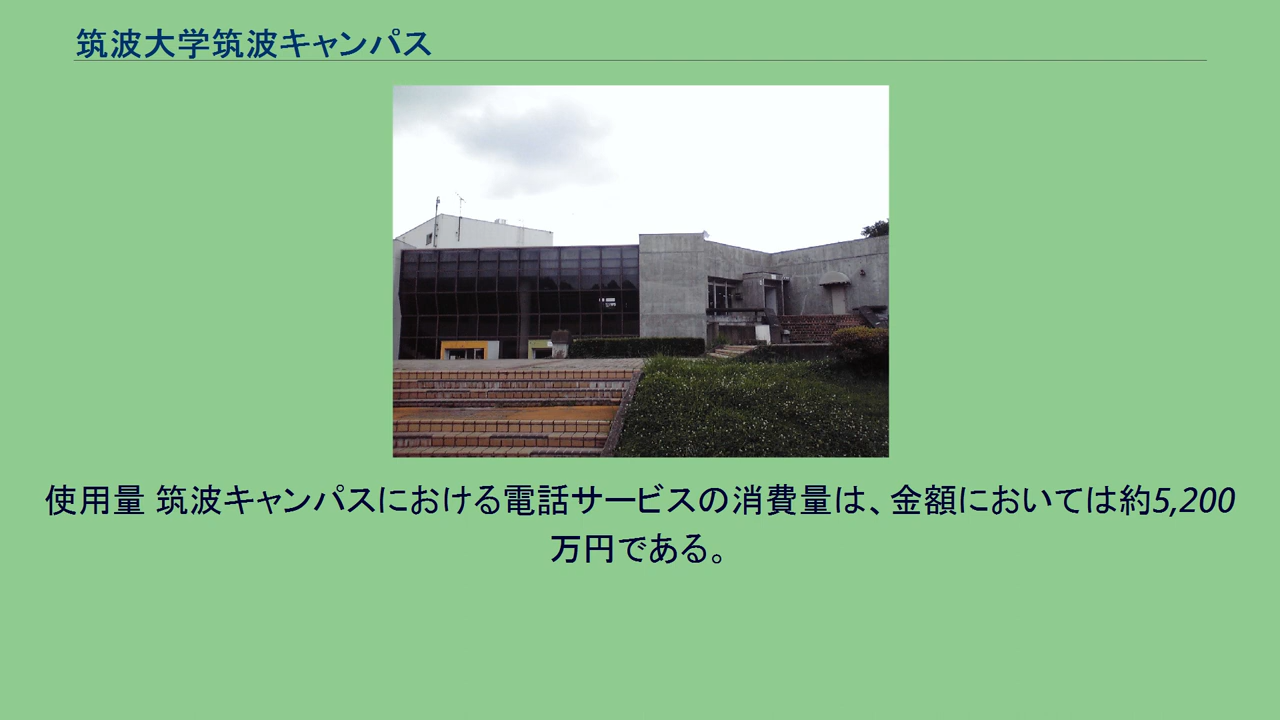 筑波大学筑波キャンパス
使用量 筑波キャンパスにおける電話サービスの消費量は、金額においては約5,200
万円である。